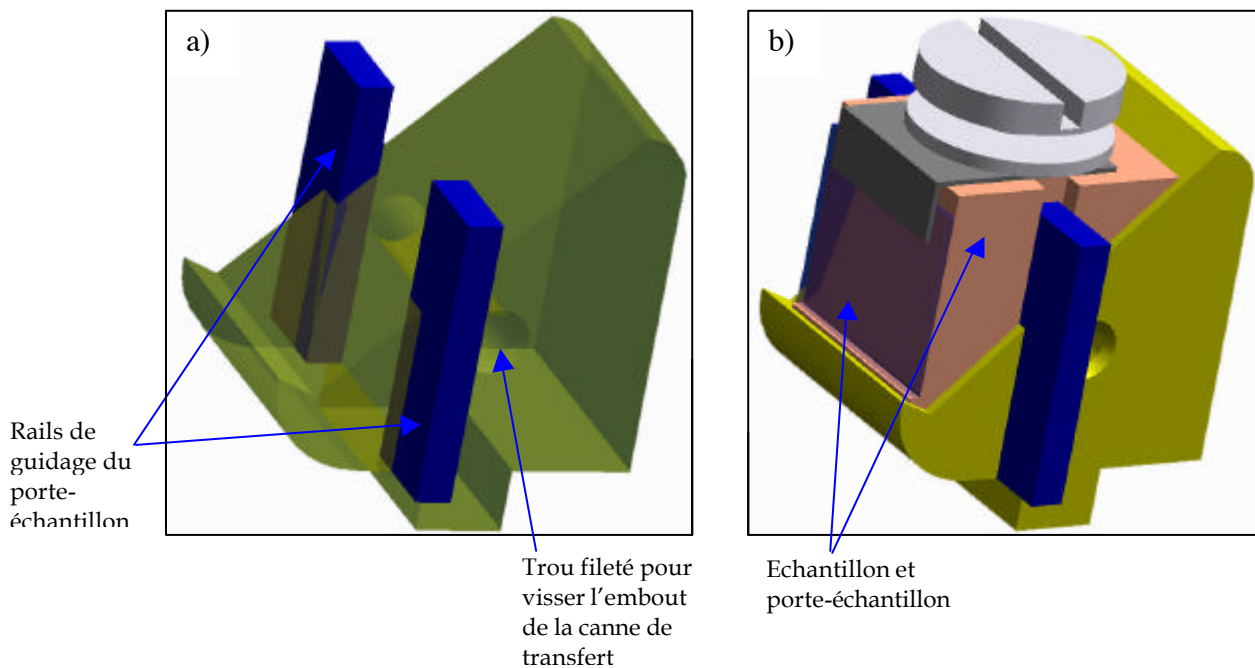 a)
b)
Rails de
guidage du
porte-
échantillon
Trou fileté pour
visser l'embout
de la canne de
transfert
Echantillon et
porte-échantillon